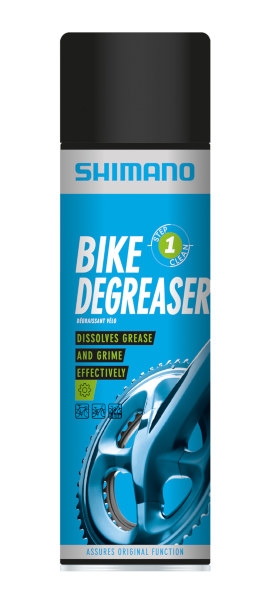 SHIMANO
STEP
1
CLEAN
BIKE
DEGREASER
DÉGRAISSANT VÉLO
DISSOLVES GREASE
AND GRIME
EFFECTIVELY
ASSURES ORIGINAL FUNCTION